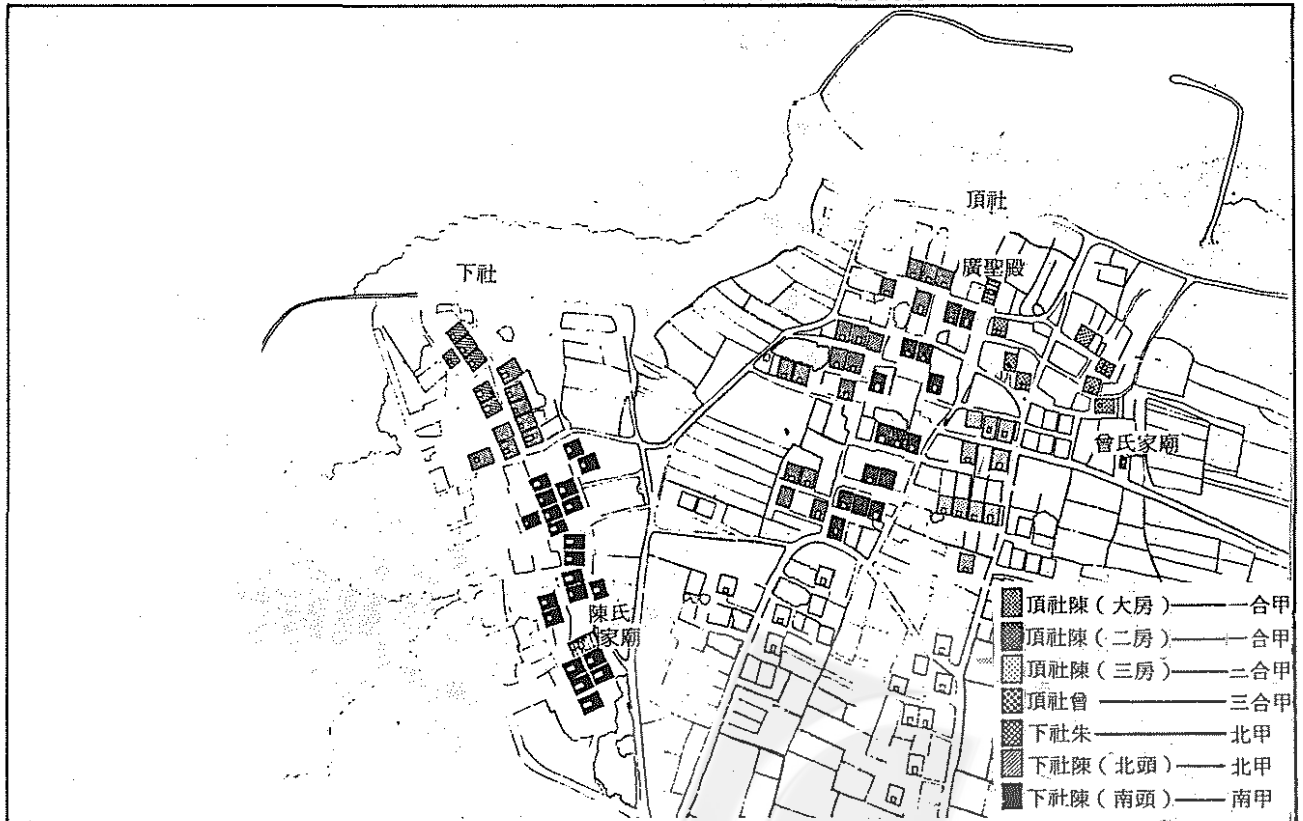 頂社
廣聖殿
下社
曾氏家廟
陳氏
家廟
頂社陳（大房）——一合甲
頂社陳（二房）——一合甲
頂社陳（三房）——二合甲
頂社曾———三合甲
下社朱———北甲
下社陳（北頭）——北甲
下社陳（南頭）——南甲